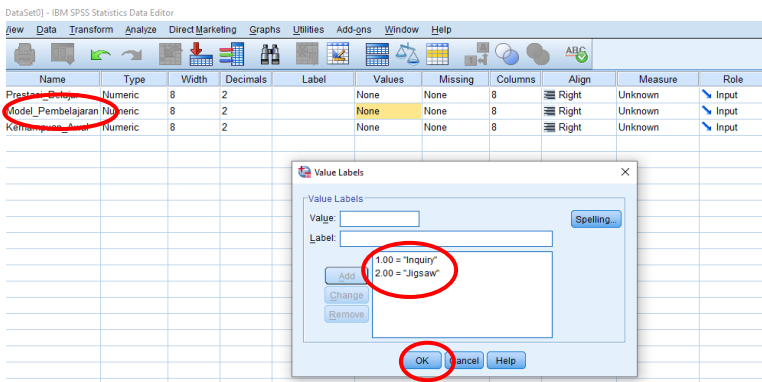 DataSet0] - IBM SPSS Statistics Data Editor
View Data Transform Analyze Direct Marketing Graphs Utilities Add-ons Window Help
Name Type Width Decimals Label Values Missing Columns Align Measure Role
Prestasi_Belajar Numeric 8 2 None None 8 Right Unknown Input
Model_Pembelajaran Numeric 8 2 None None 8 Right Unknown Input
Kemampuan_Awal Numeric 8 2 None None 8 Right Unknown Input
Value Labels
Value Labels
Value:
Spelling...
Label:
1.00 = "Inquiry"
2.00 = "Jigsaw"
Add
Change
Remove
OK Cancel Help